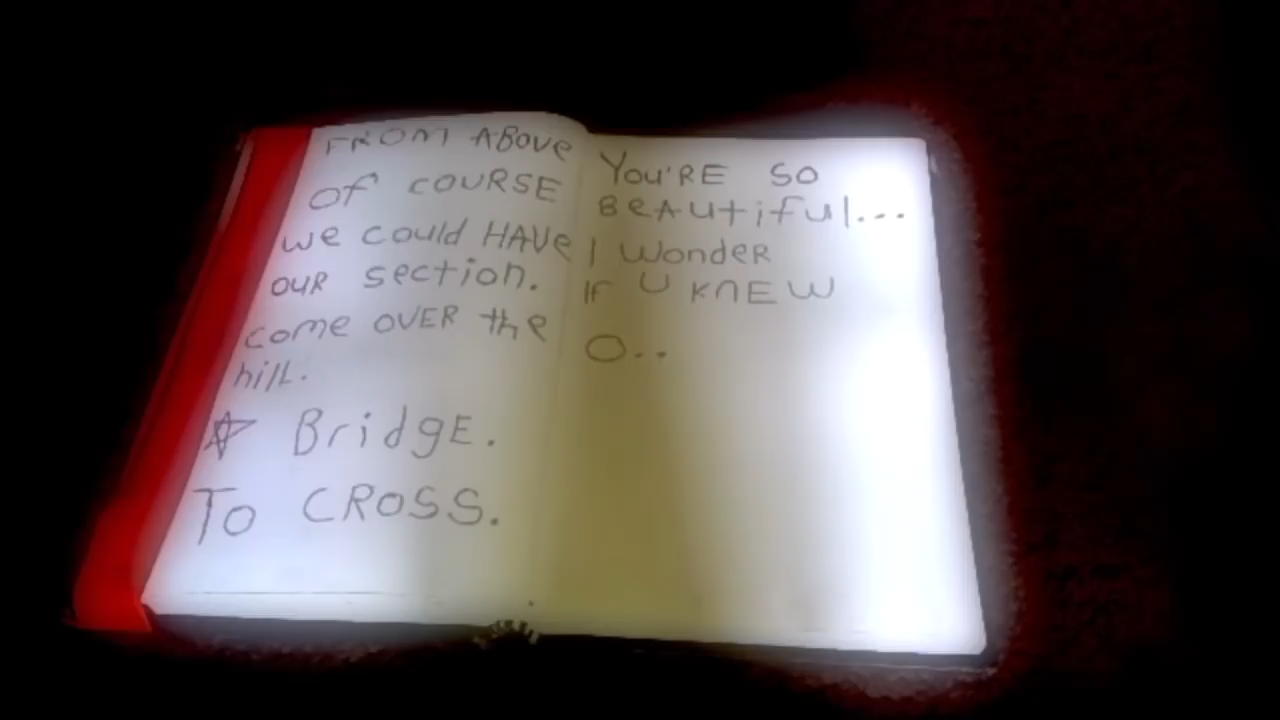 FROM ABove
Of COURSE
we could HAVe
ouR section.
come OVER the
hill.
☆ BridgE.
To CROSS.
You'RE SO
BeAutiful...
I WondeR
If U KnEW
O..